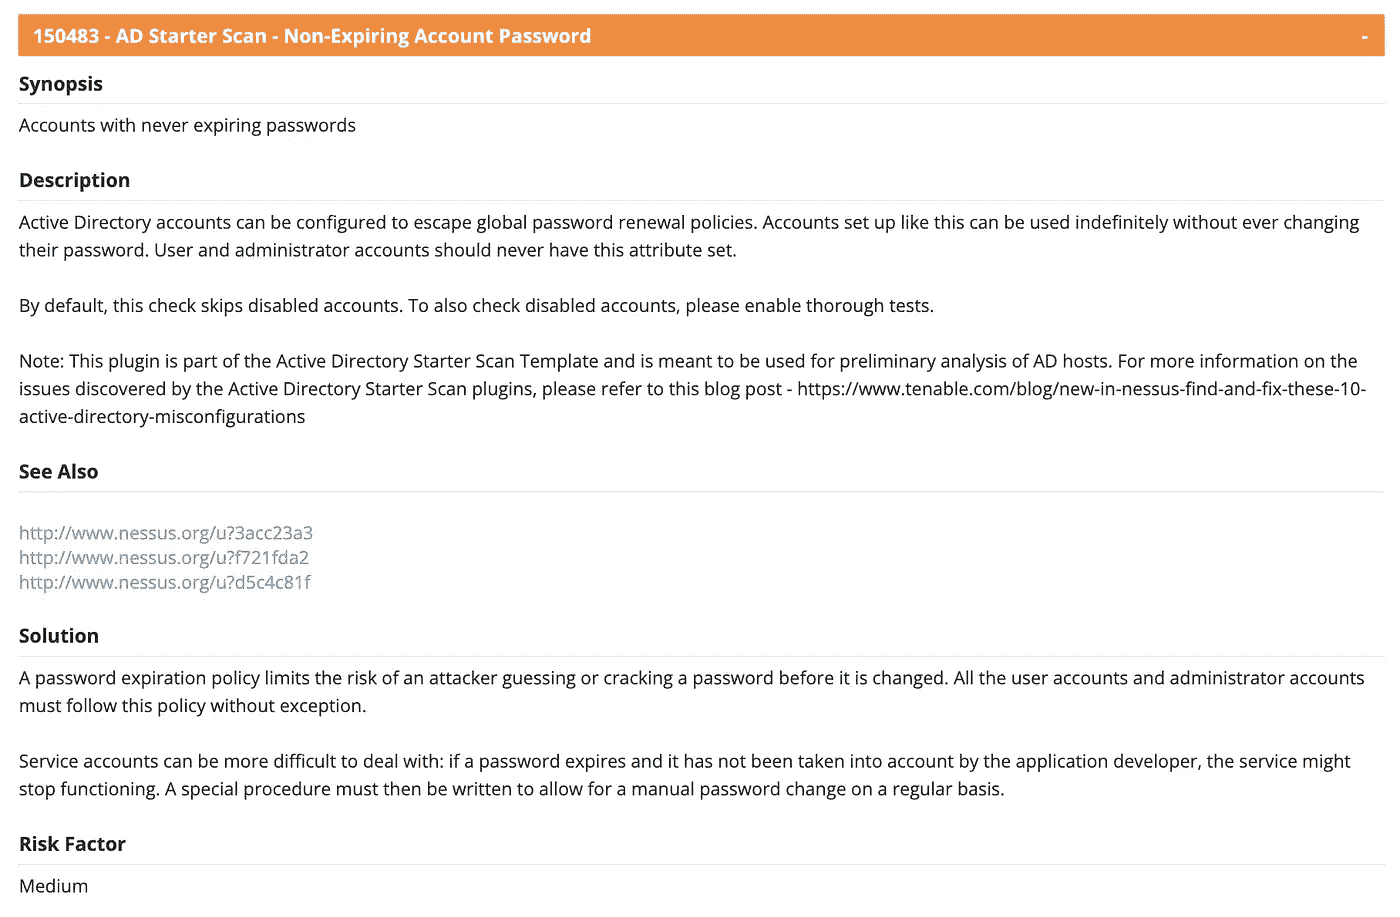 150483 - AD Starter Scan - Non-Expiring Account Password -
Synopsis
Accounts with never expiring passwords
Description
Active Directory accounts can be configured to escape global password renewal policies. Accounts set up like this can be used indefinitely without ever changing
their password. User and administrator accounts should never have this attribute set.
By default, this check skips disabled accounts. To also check disabled accounts, please enable thorough tests.
Note: This plugin is part of the Active Directory Starter Scan Template and is meant to be used for preliminary analysis of AD hosts. For more information on the
issues discovered by the Active Directory Starter Scan plugins, please refer to this blog post - https://www.tenable.com/blog/new-in-nessus-find-and-fix-these-10-
active-directory-misconfigurations
See Also
http://www.nessus.org/u?3acc23a3
http://www.nessus.org/u?f721fda2
http://www.nessus.org/u?d5c4c81f
Solution
A password expiration policy limits the risk of an attacker guessing or cracking a password before it is changed. All the user accounts and administrator accounts
must follow this policy without exception.
Service accounts can be more difficult to deal with: if a password expires and it has not been taken into account by the application developer, the service might
stop functioning. A special procedure must then be written to allow for a manual password change on a regular basis.
Risk Factor
Medium